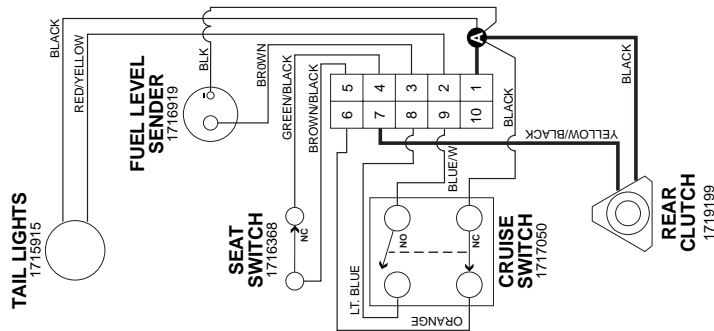 TAIL LIGHTS
1715915
BLACK
RED/YELLOW
FUEL LEVEL
SENDER
1716919
-
BLK
BROWN
SEAT
SWITCH
1716368
NC
GREEN/BLACK
BROWN/BLACK
5 4 3 2 1
6 7 8 9 10
A
CRUISE
SWITCH
1717050
NO
NC
LT. BLUE
ORANGE
BLUE/W
BLACK
YELLOW/BLACK
BLACK
REAR
CLUTCH
1719199